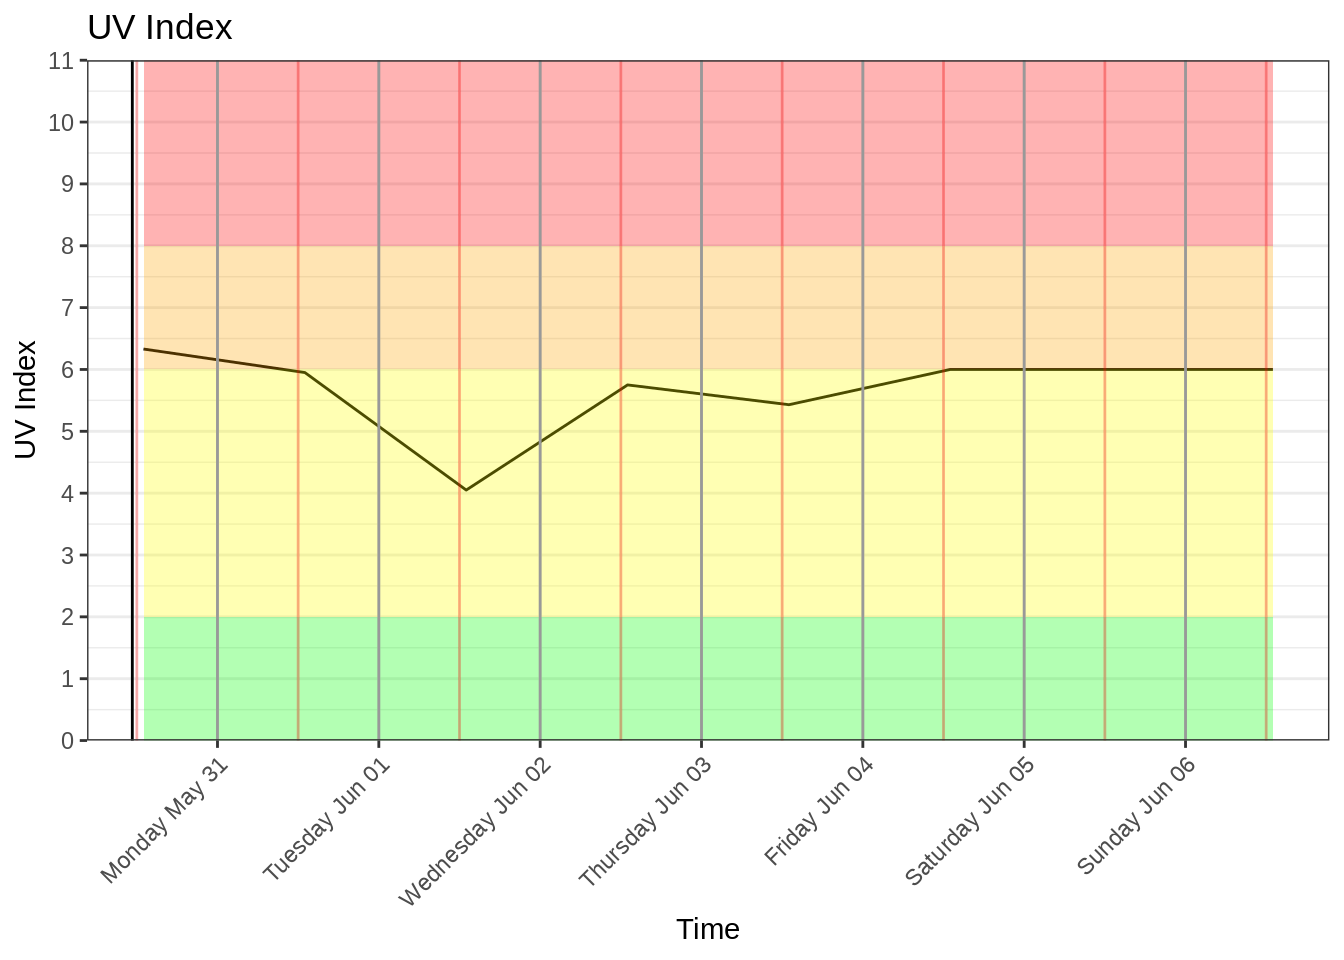 UV Index
11
10
9
8
7
6
5
4
3
2
1
0
UV Index
Monday May 31
Tuesday Jun 01
Wednesday Jun 02
Thursday Jun 03
Friday Jun 04
Saturday Jun 05
Sunday Jun 06
Time